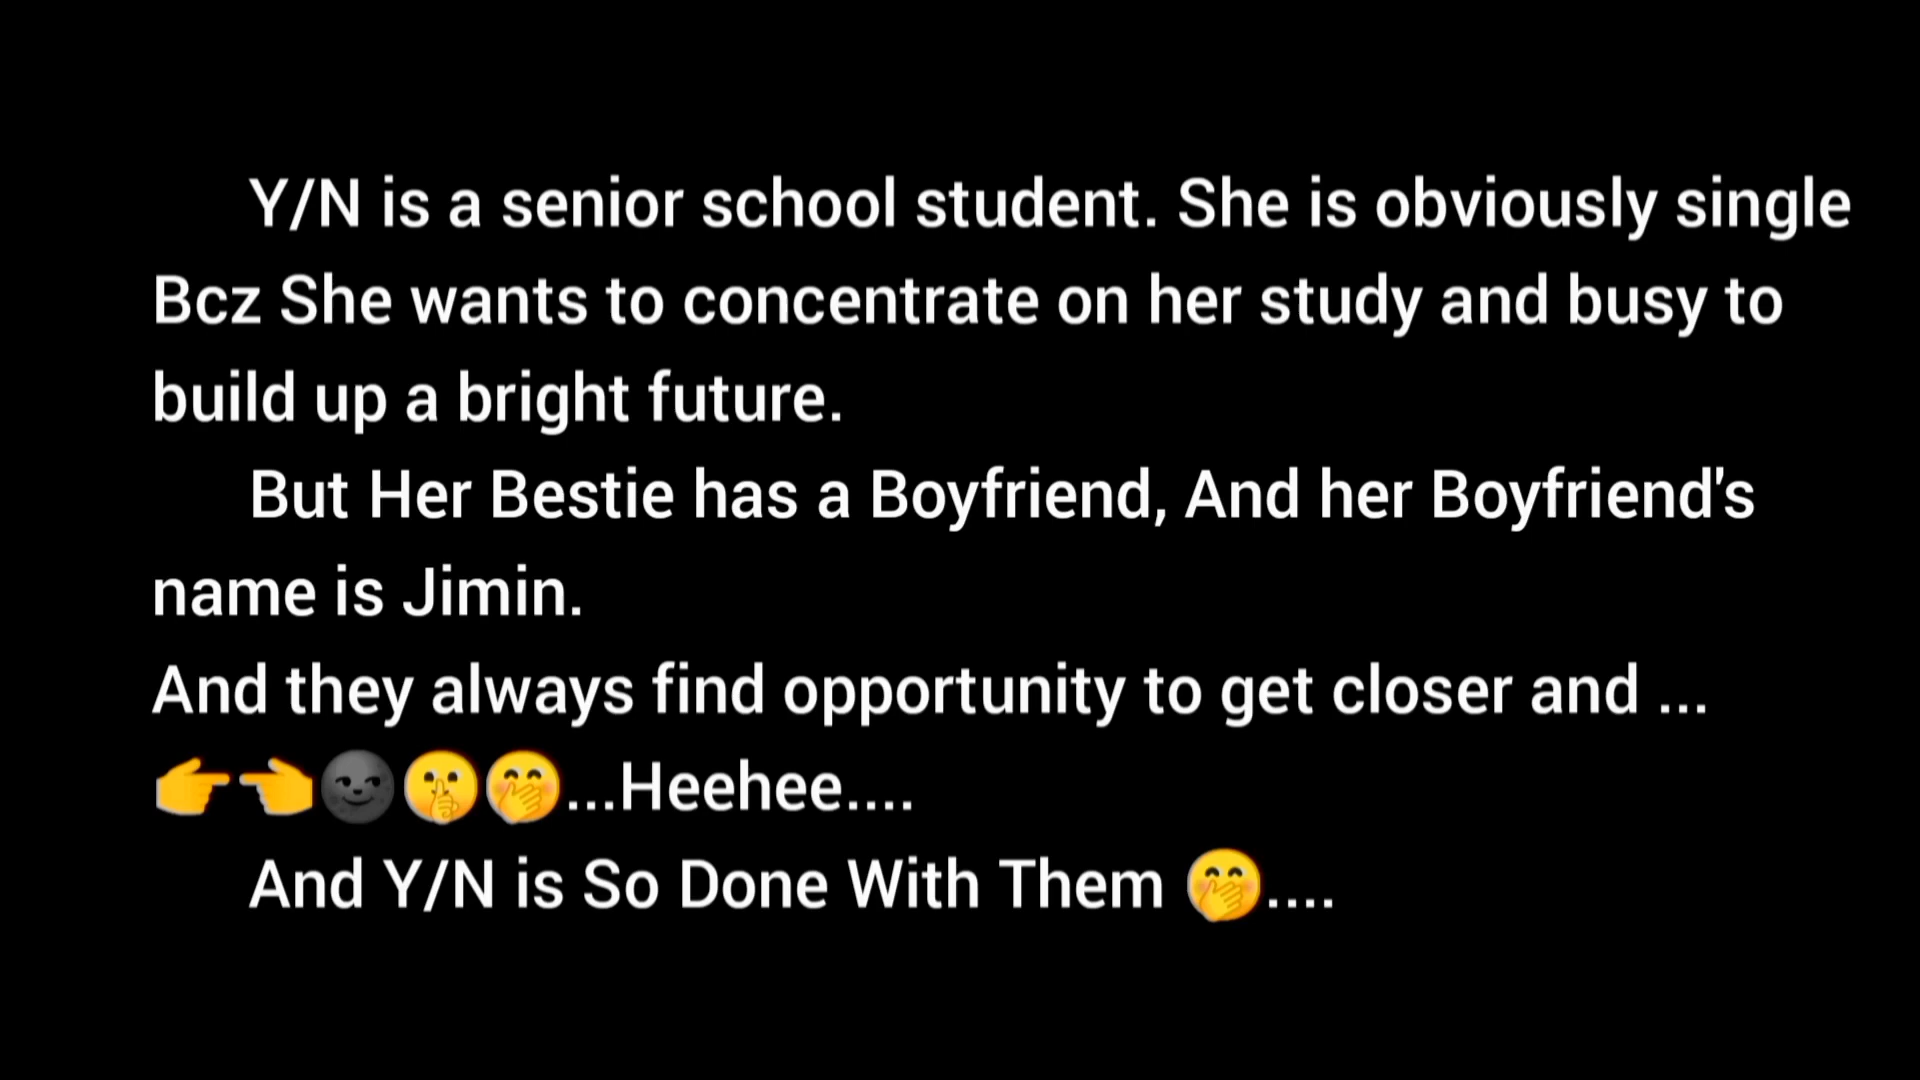 Y/N is a senior school student. She is obviously single
Bcz She wants to concentrate on her study and busy to
build up a bright future.
But Her Bestie has a Boyfriend, And her Boyfriend's
name is Jimin.
And they always find opportunity to get closer and ...
👉👈🌚🤫🤭...Heehee....
And Y/N is So Done With Them 🤭....